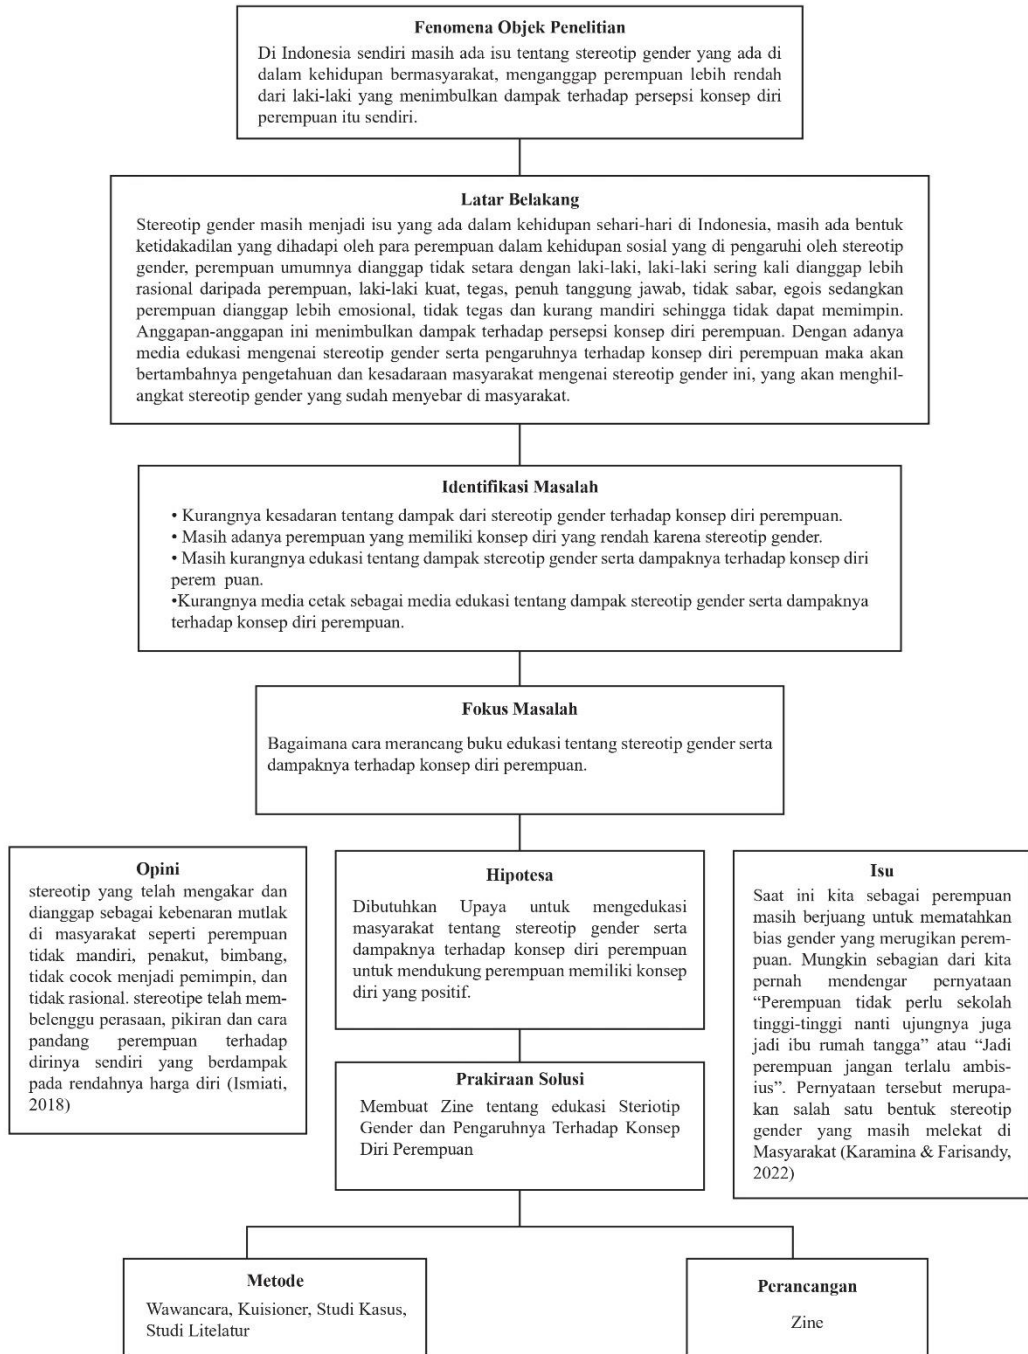 Fenomena Objek Penelitian
Di Indonesia sendiri masih ada isu tentang stereotip gender yang ada di
dalam kehidupan bermasyarakat, menganggap perempuan lebih rendah
dari laki-laki yang menimbulkan dampak terhadap persepsi konsep diri
perempuan itu sendiri.
Latar Belakang
Stereotip gender masih menjadi isu yang ada dalam kehidupan sehari-hari di Indonesia, masih ada bentuk
ketidakadilan yang dihadapi oleh para perempuan dalam kehidupan sosial yang di pengaruhi oleh stereotip
gender, perempuan umumnya dianggap tidak setara dengan laki-laki, laki-laki sering kali dianggap lebih
rasional daripada perempuan, laki-laki kuat, tegas, penuh tanggung jawab, tidak sabar, egois sedangkan
perempuan dianggap lebih emosional, tidak tegas dan kurang mandiri sehingga tidak dapat memimpin.
Anggapan-anggapan ini menimbulkan dampak terhadap persepsi konsep diri perempuan. Dengan adanya
media edukasi mengenai stereotip gender serta pengaruhnya terhadap konsep diri perempuan maka akan
bertambahnya pengetahuan dan kesadaraan masyarakat mengenai stereotip gender ini, yang akan menghil-
angkat stereotip gender yang sudah menyebar di masyarakat.
Identifikasi Masalah
• Kurangnya kesadaran tentang dampak dari stereotip gender terhadap konsep diri perempuan.
• Masih adanya perempuan yang memiliki konsep diri yang rendah karena stereotip gender.
• Masih kurangnya edukasi tentang dampak stereotip gender serta dampaknya terhadap konsep diri
perem puan.
•Kurangnya media cetak sebagai media edukasi tentang dampak stereotip gender serta dampaknya
terhadap konsep diri perempuan.
Fokus Masalah
Bagaimana cara merancang buku edukasi tentang stereotip gender serta
dampaknya terhadap konsep diri perempuan.
Opini
stereotip yang telah mengakar dan
dianggap sebagai kebenaran mutlak
di masyarakat seperti perempuan
tidak mandiri, penakut, bimbang,
tidak cocok menjadi pemimpin, dan
tidak rasional. stereotipe telah mem-
belenggu perasaan, pikiran dan cara
pandang perempuan terhadap
dirinya sendiri yang berdampak
pada rendahnya harga diri (Ismiati,
2018)
Hipotesa
Dibutuhkan Upaya untuk mengedukasi
masyarakat tentang stereotip gender serta
dampaknya terhadap konsep diri perempuan
untuk mendukung perempuan memiliki konsep
diri yang positif.
Isu
Saat ini kita sebagai perempuan
masih berjuang untuk mematahkan
bias gender yang merugikan perem-
puan. Mungkin sebagian dari kita
pernah mendengar pernyataan
“Perempuan tidak perlu sekolah
tinggi-tinggi nanti ujungnya juga
jadi ibu rumah tangga” atau “Jadi
perempuan jangan terlalu ambis-
ius”. Pernyataan tersebut merupa-
kan salah satu bentuk stereotip
gender yang masih melekat di
Masyarakat (Karamina & Farisandy,
2022)
Prakiraan Solusi
Membuat Zine tentang edukasi Steriotip
Gender dan Pengaruhnya Terhadap Konsep
Diri Perempuan
Metode
Wawancara, Kuisioner, Studi Kasus,
Studi Litelatur
Perancangan
Zine